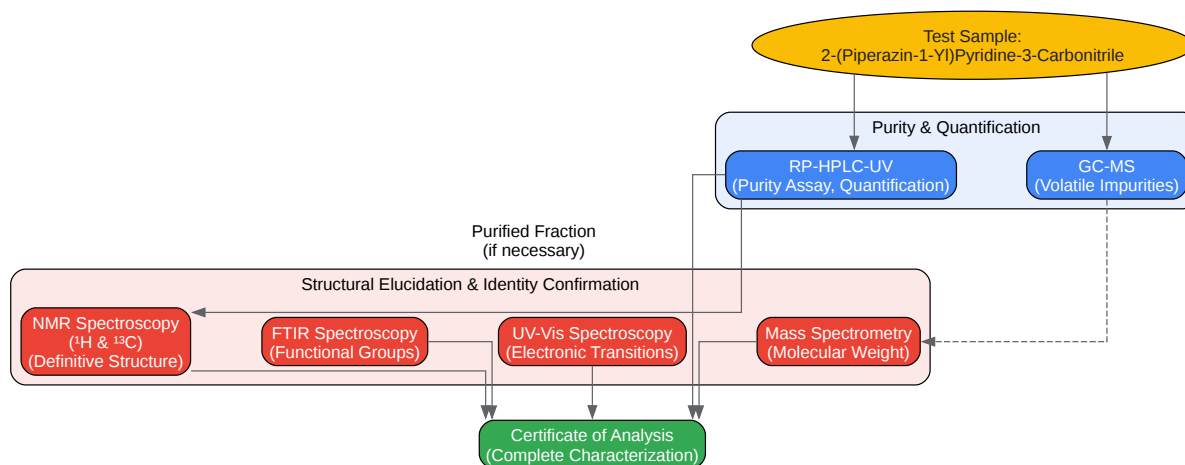 Test Sample:
2-(Piperazin-1-Yl)Pyridine-3-Carbonitrile
Purity & Quantification
RP-HPLC-UV
(Purity Assay, Quantification)
GC-MS
(Volatile Impurities)
Purified Fraction
(if necessary)
Structural Elucidation & Identity Confirmation
NMR Spectroscopy
(¹H & ¹³C)
(Definitive Structure)
FTIR Spectroscopy
(Functional Groups)
UV-Vis Spectroscopy
(Electronic Transitions)
Mass Spectrometry
(Molecular Weight)
Certificate of Analysis
(Complete Characterization)